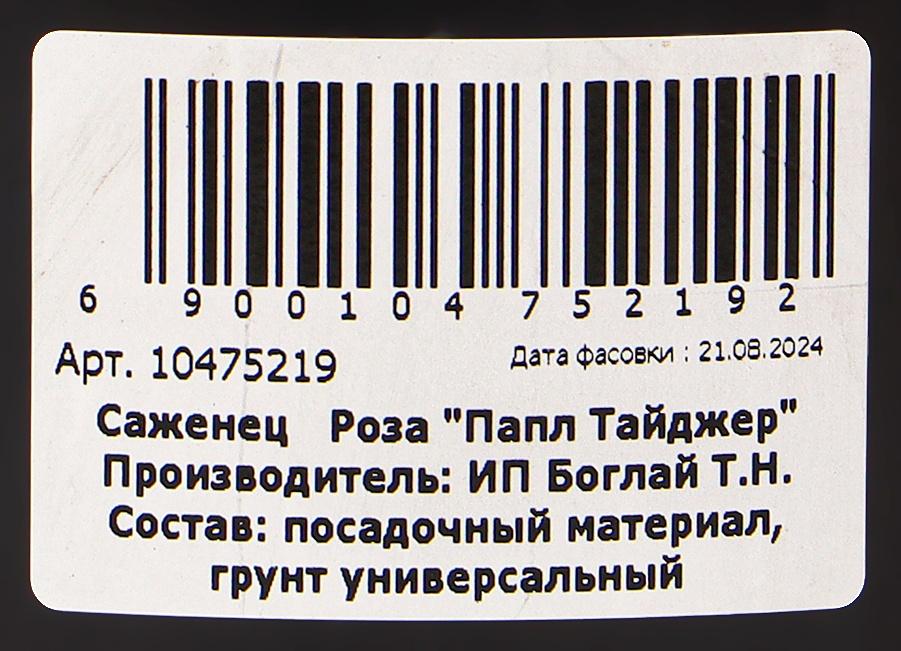 6 900104 752192
Арт. 10475219
Дата фасовки : 21.08.2024
Саженец Роза "Папл Тайджер"
Производитель: ИП Боглай Т.Н.
Состав: посадочный материал,
грунт универсальный